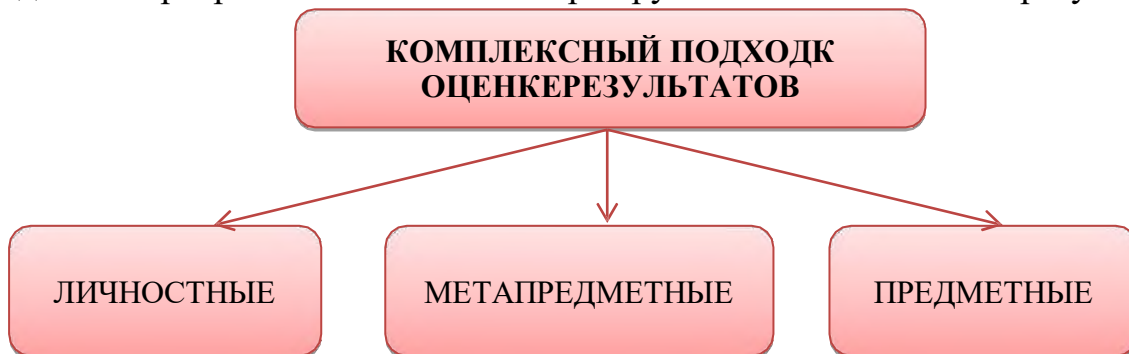 КОМПЛЕКСНЫЙ ПОДХОДК
ОЦЕНКЕРЕЗУЛЬТАТОВ
ЛИЧНОСТНЫЕ МЕТАПРЕДМЕТНЫЕ ПРЕДМЕТНЫЕ